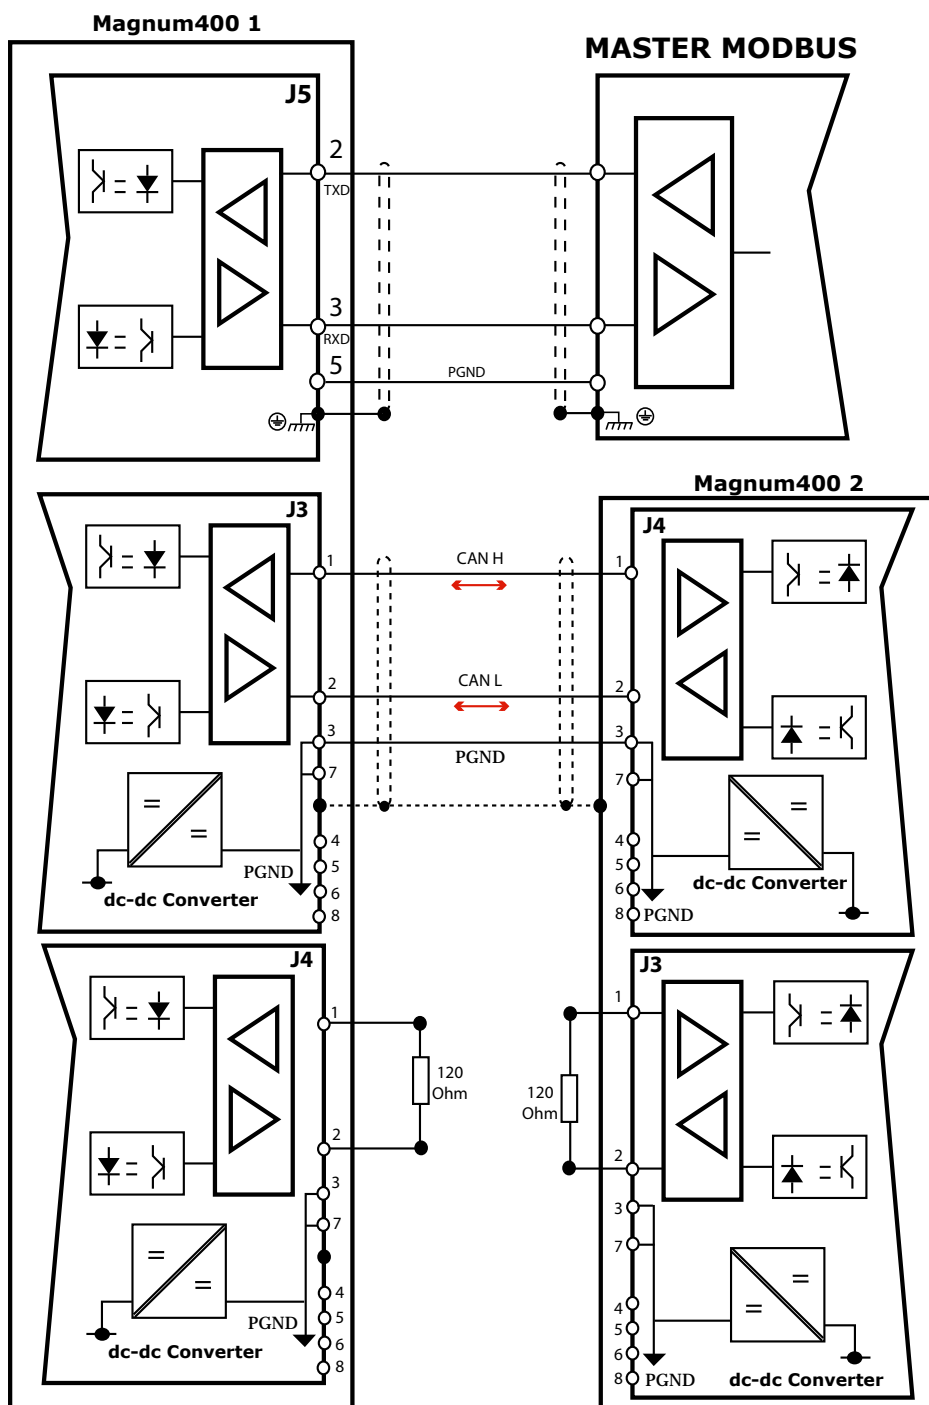 Magnum400 1
MASTER MODBUS
J5
2
TXD
3
RXD
5
PGND
Magnum400 2
J3
J4
1
CAN H
1
2
CAN L
2
3
PGND
3
7
7
4
4
5
5
PGND
6
6
dc-dc Converter
dc-dc Converter
8
8
PGND
J4
J3
1
1
120
Ohm
120
Ohm
2
2
3
3
7
7
4
4
5
5
PGND
6
6
dc-dc Converter
8
8
PGND
dc-dc Converter